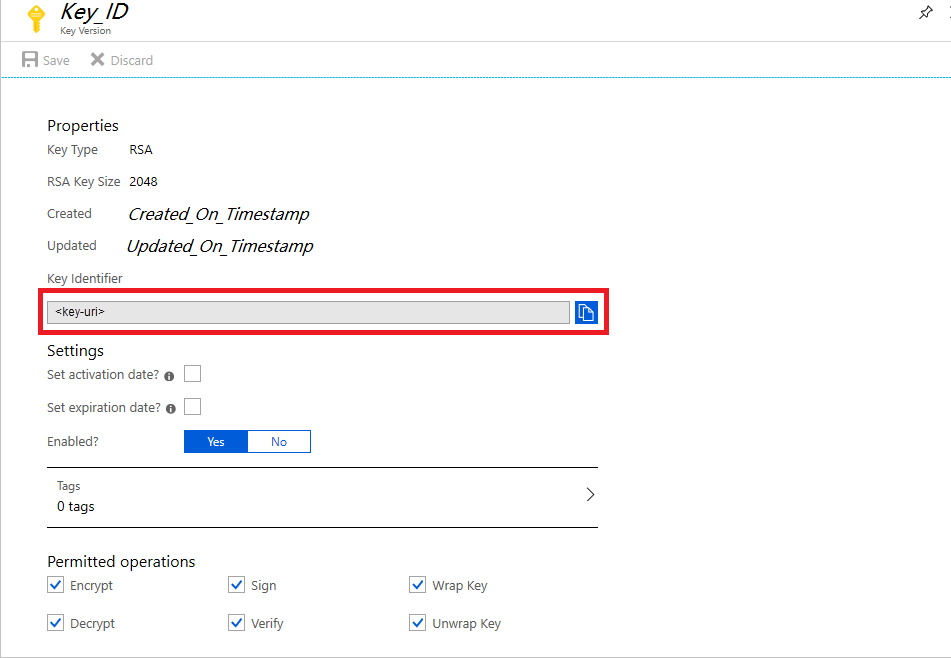 Key_ID
Key Version
Save Discard
Properties
Key Type RSA
RSA Key Size 2048
Created Created_On_Timestamp
Updated Updated_On_Timestamp
Key Identifier
<key-uri>
Settings
Set activation date?
Set expiration date?
Enabled? Yes No
Tags
0 tags
Permitted operations
Encrypt Sign Wrap Key
Decrypt Verify Unwrap Key